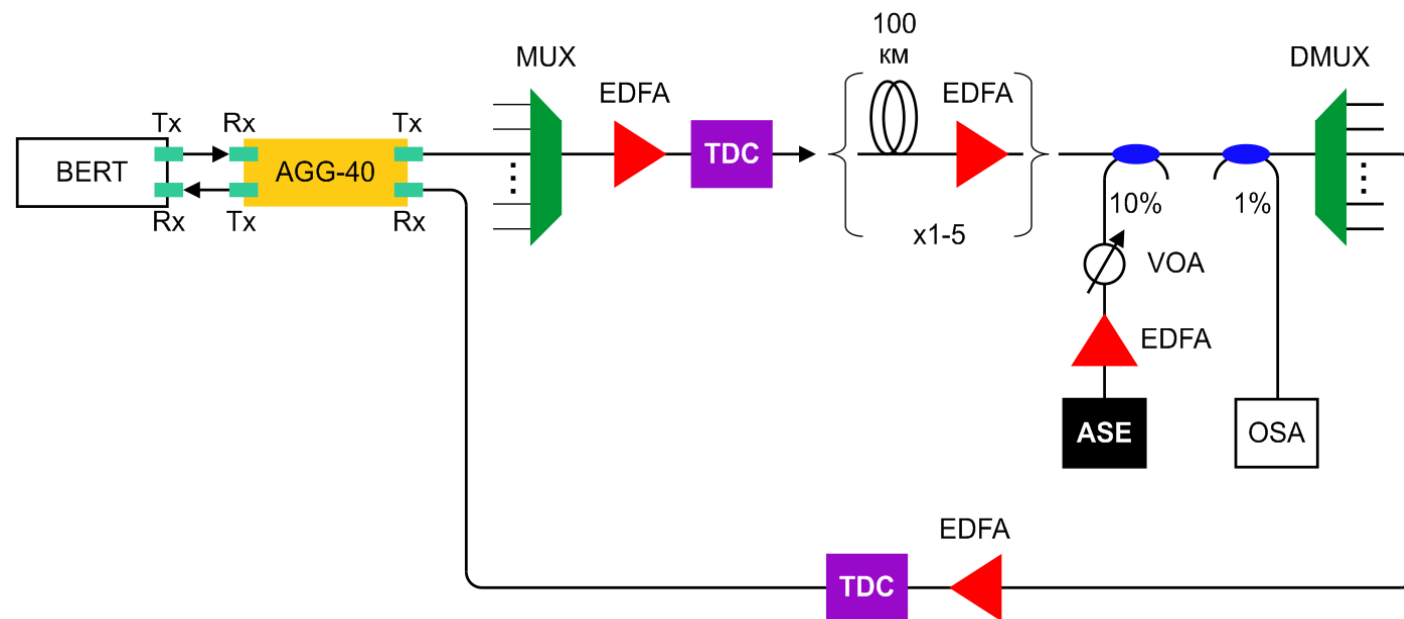 100
км
MUX
DMUX
EDFA
EDFA
Tx
Rx
Tx
BERT
AGG-40
TDC
Rx
Tx
Rx
10%
1%
x1-5
VOA
EDFA
ASE
OSA
EDFA
TDC